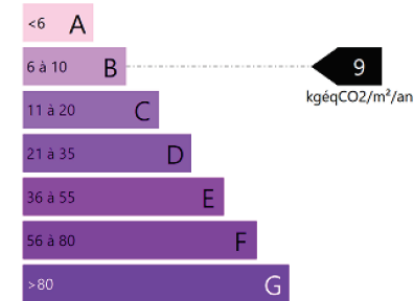 <6 A
6 à 10 B 9
kgéqCO2/m²/an
11 à 20 C
21 à 35 D
36 à 55 E
56 à 80 F
>80 G